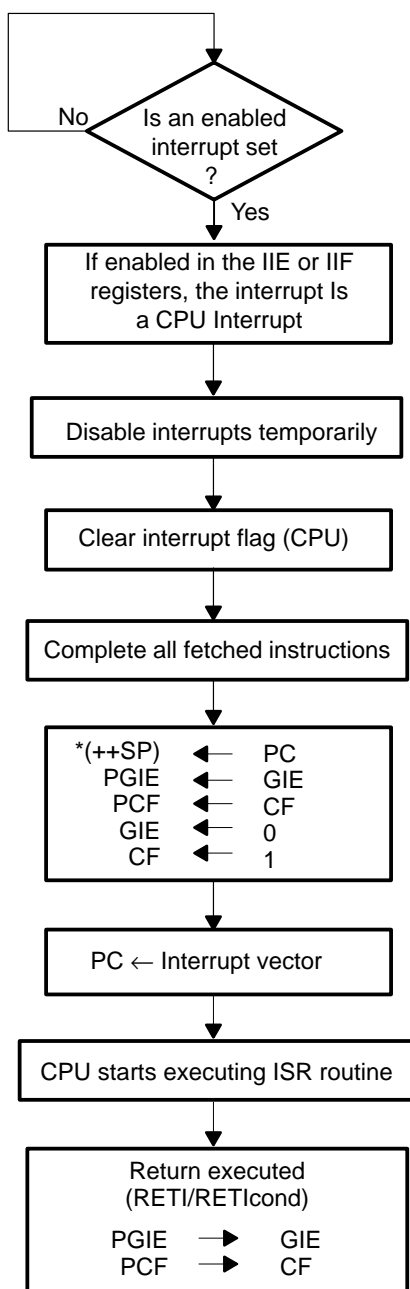 No
Is an enabled
interrupt set
?
Yes
If enabled in the IIE or IIF
registers, the interrupt Is
a CPU Interrupt
Disable interrupts temporarily
Clear interrupt flag (CPU)
Complete all fetched instructions
*(++SP) ← PC
PGIE ← GIE
PCF ← CF
GIE ← 0
CF ← 1
PC ← Interrupt vector
CPU starts executing ISR routine
Return executed
(RETI/RETIcond)
PGIE → GIE
PCF → CF